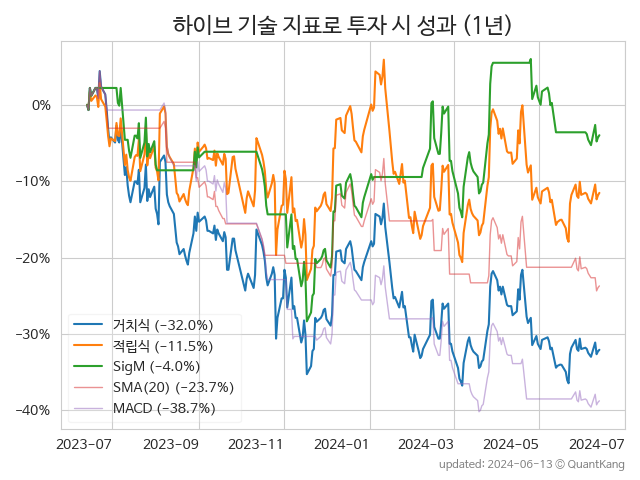 하이브 기술 지표로 투자 시 성과 (1년)
0%
−10%
−20%
−30%
−40%
거치식 (−32.0%)
적립식 (−11.5%)
SigM (−4.0%)
SMA(20) (−23.7%)
MACD (−38.7%)
2023-07
2023-09
2023-11
2024-01
2024-03
2024-05
2024-07
updated: 2024-06-13 ⓒ QuantKang